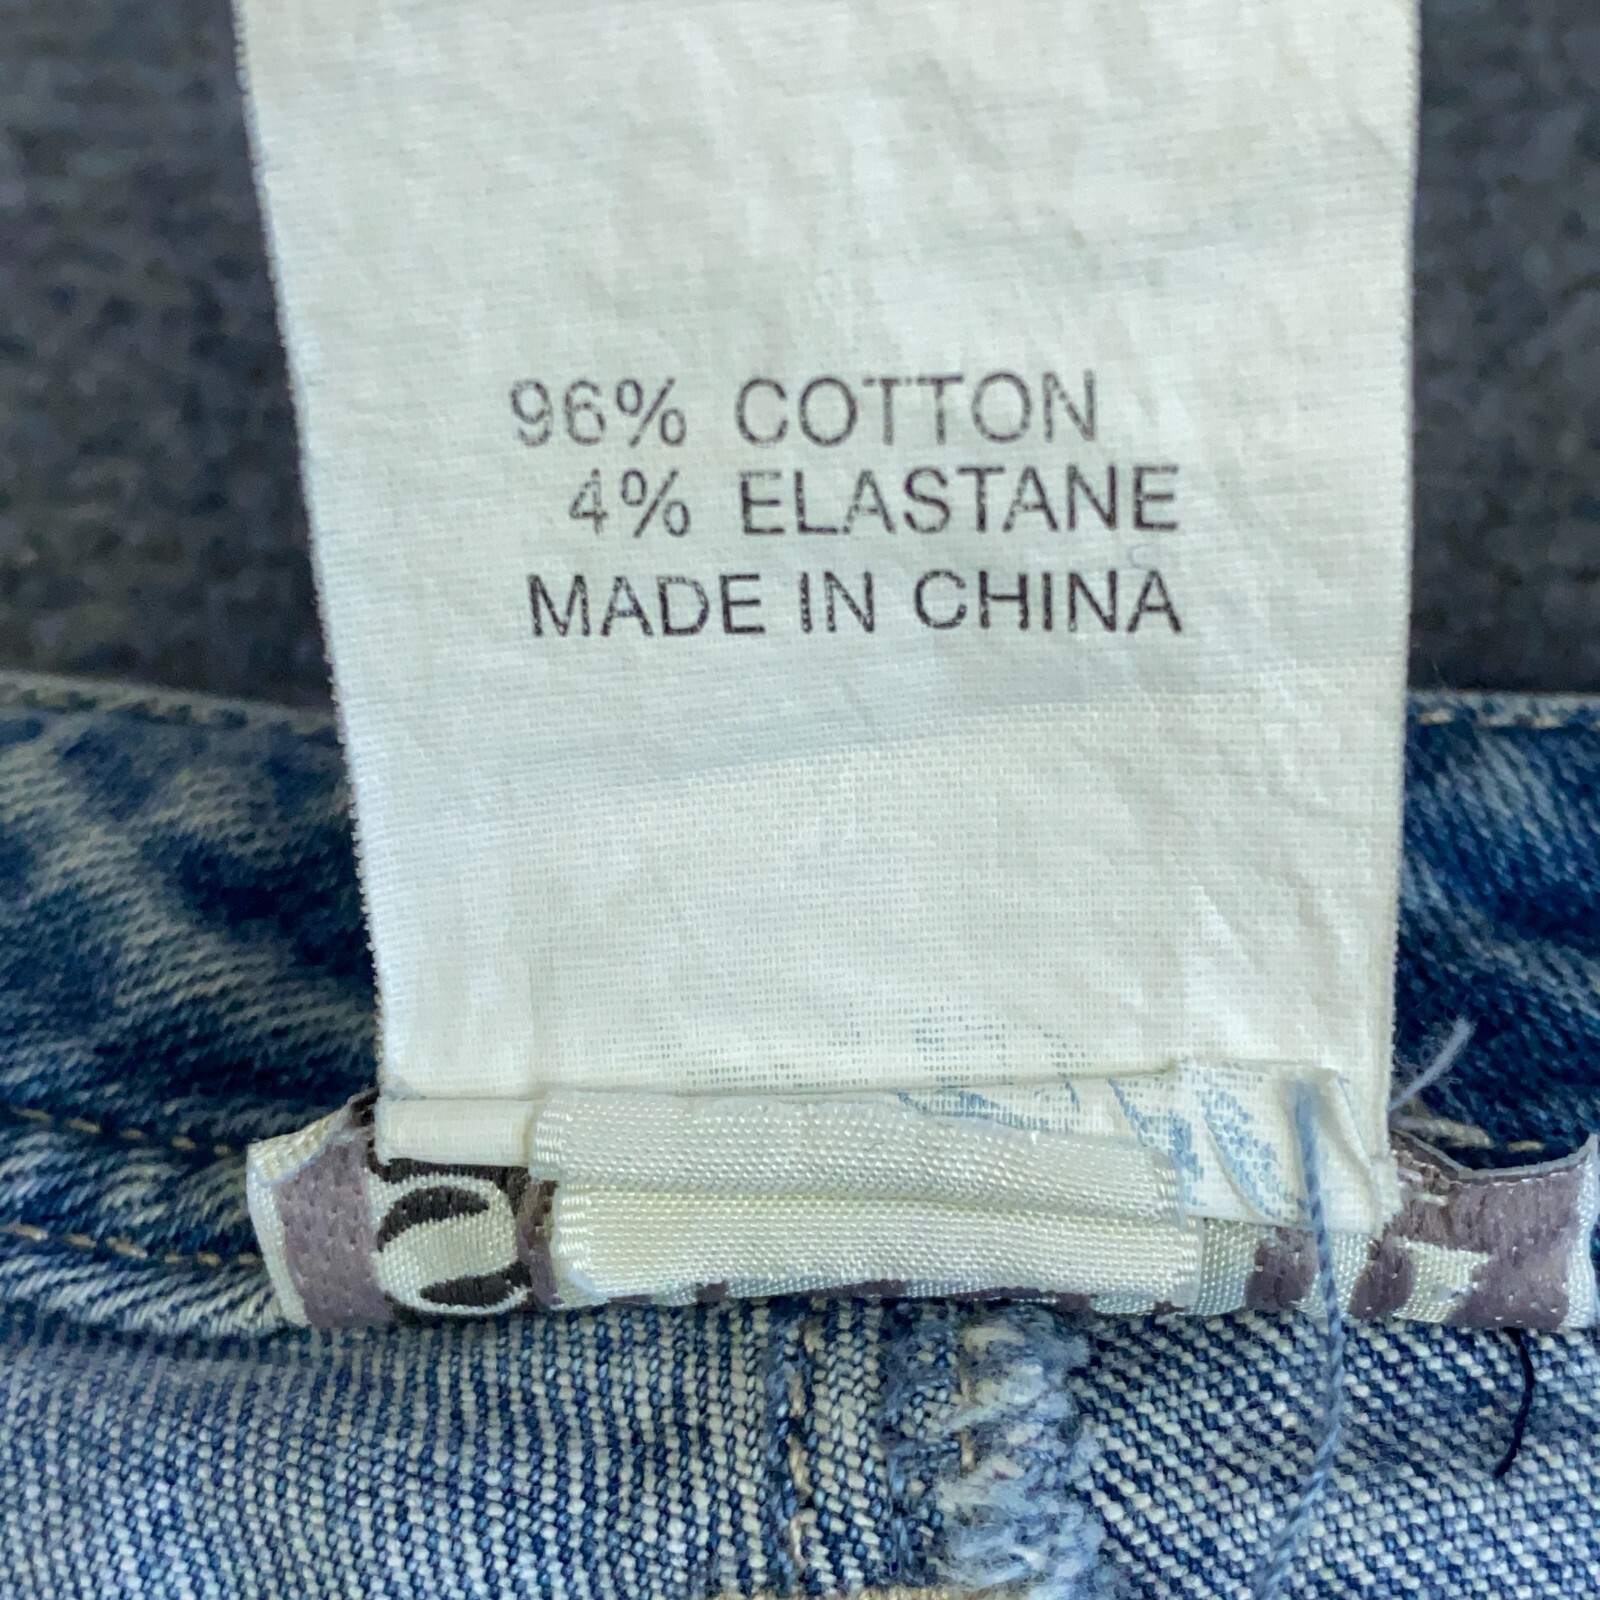 96% COTTON
4% ELASTANE
MADE IN CHINA